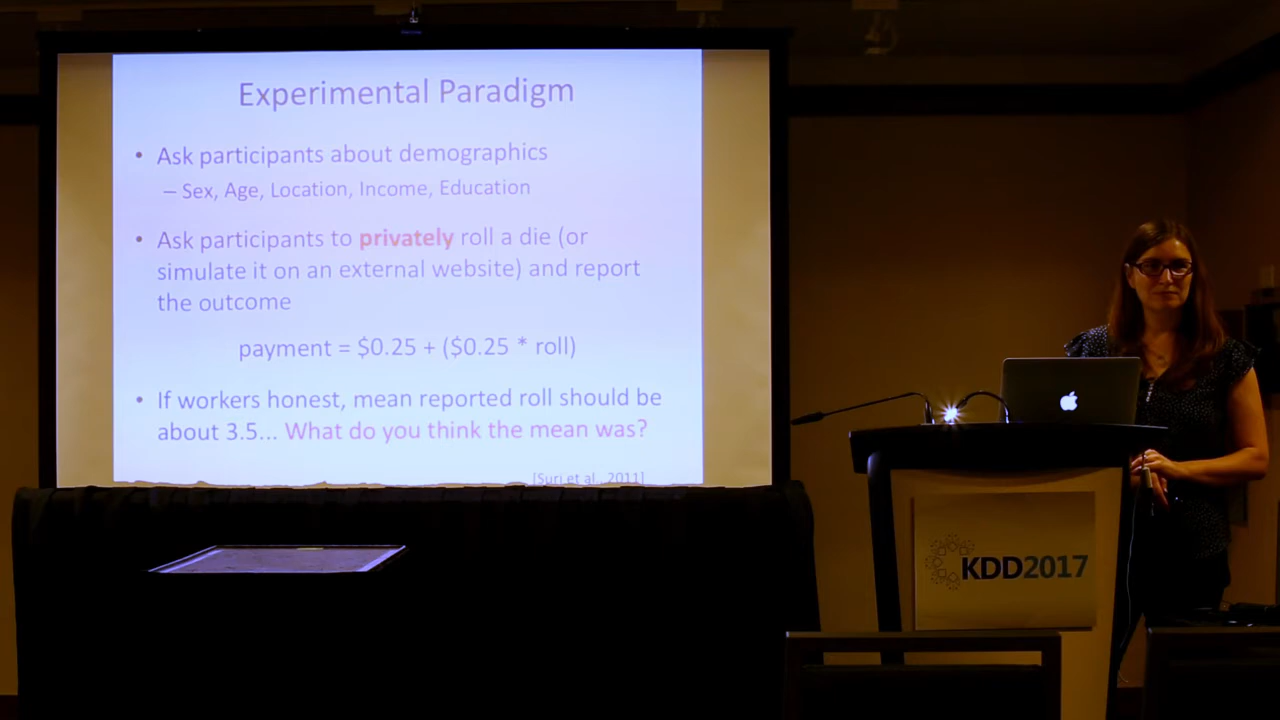 Experimental Paradigm
• Ask participants about demographics
– Sex, Age, Location, Income, Education
• Ask participants to privately roll a die (or
simulate it on an external website) and report
the outcome
payment = $0.25 + ($0.25 * roll)
• If workers honest, mean reported roll should be
about 3.5... What do you think the mean was?
[Suri et al., 2011]
KDD2017